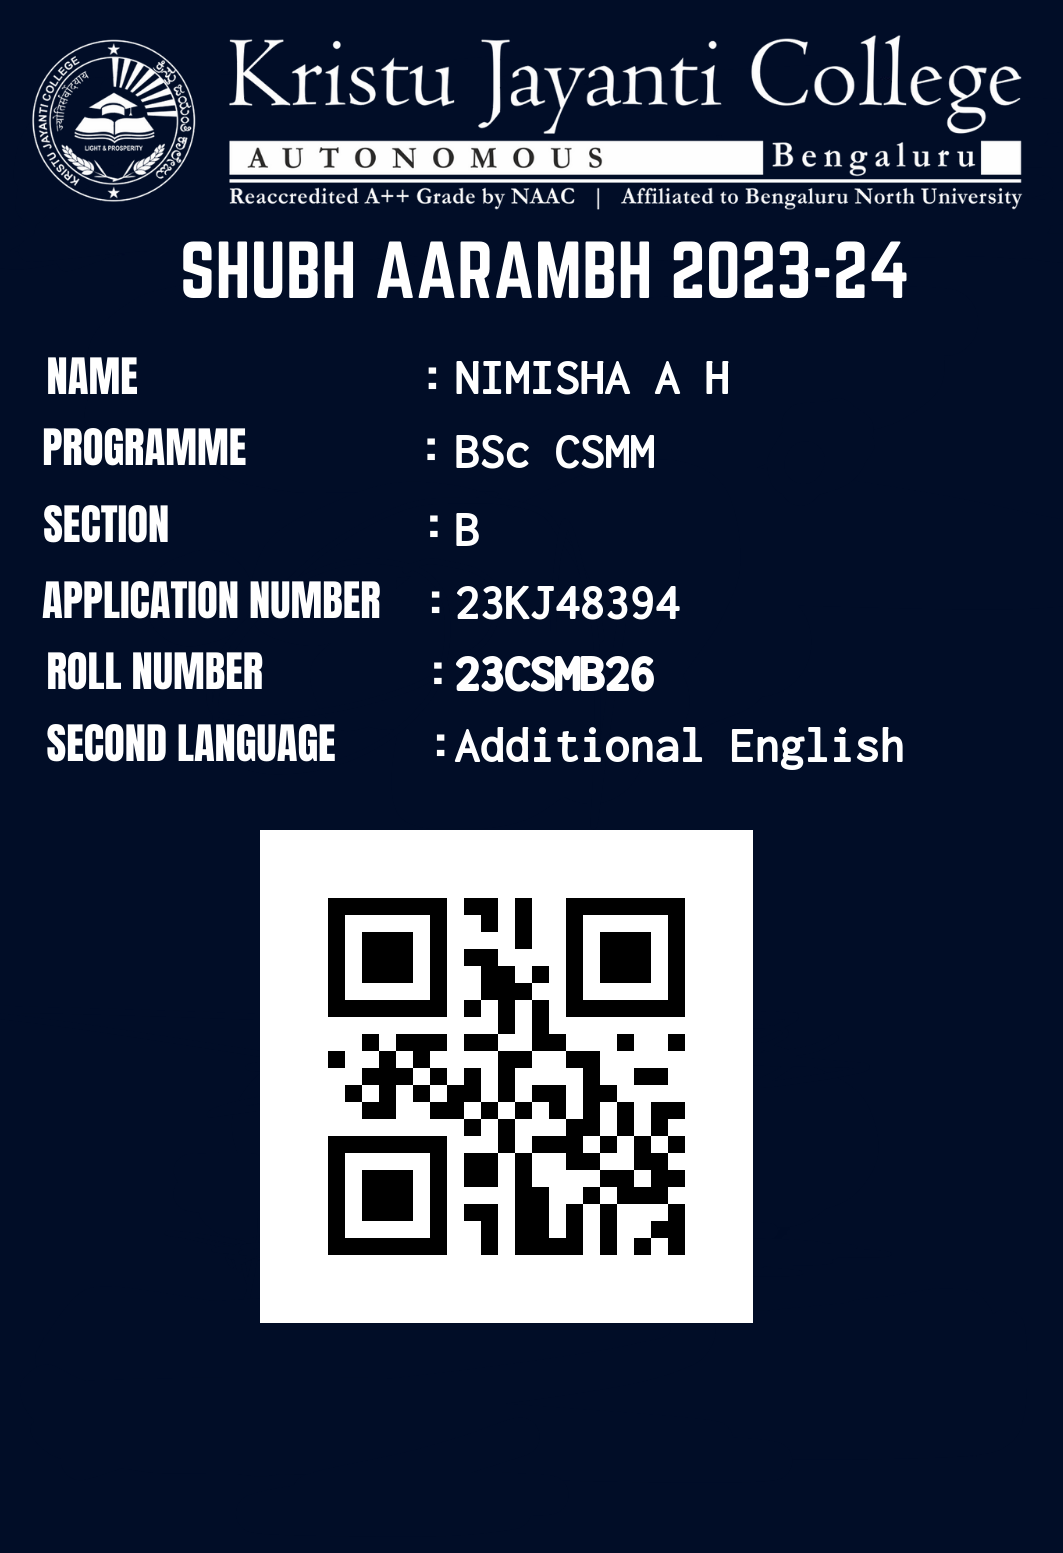 Kristu Jayanti College
AUTONOMOUS Bengaluru
Reaccredited A++ Grade by NAAC | Affiliated to Bengaluru North University
KRISTU JAYANTI COLLEGE
LIGHT & PROSPERITY
SHUBH AARAMBH 2023-24
NAME : NIMISHA A H
PROGRAMME : BSc CSMM
SECTION : B
APPLICATION NUMBER : 23KJ48394
ROLL NUMBER : 23CSMB26
SECOND LANGUAGE : Additional English